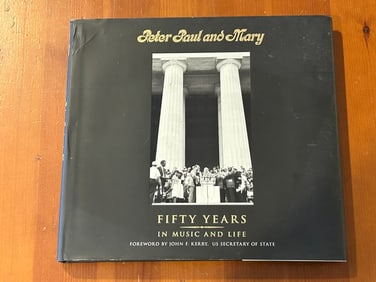 Peter Paul and Mary
FIFTY YEARS
IN MUSIC AND LIFE
FOREWORD BY JOHN F. KERRY, US SECRETARY OF STATE